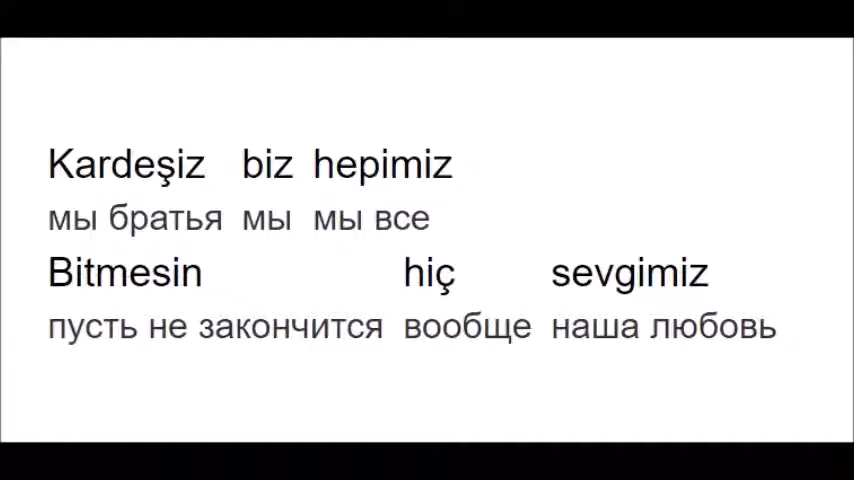 Kardeşiz biz hepimiz
мы братья мы мы все
Bitmesin hiç sevgimiz
пусть не закончится вообще наша любовь